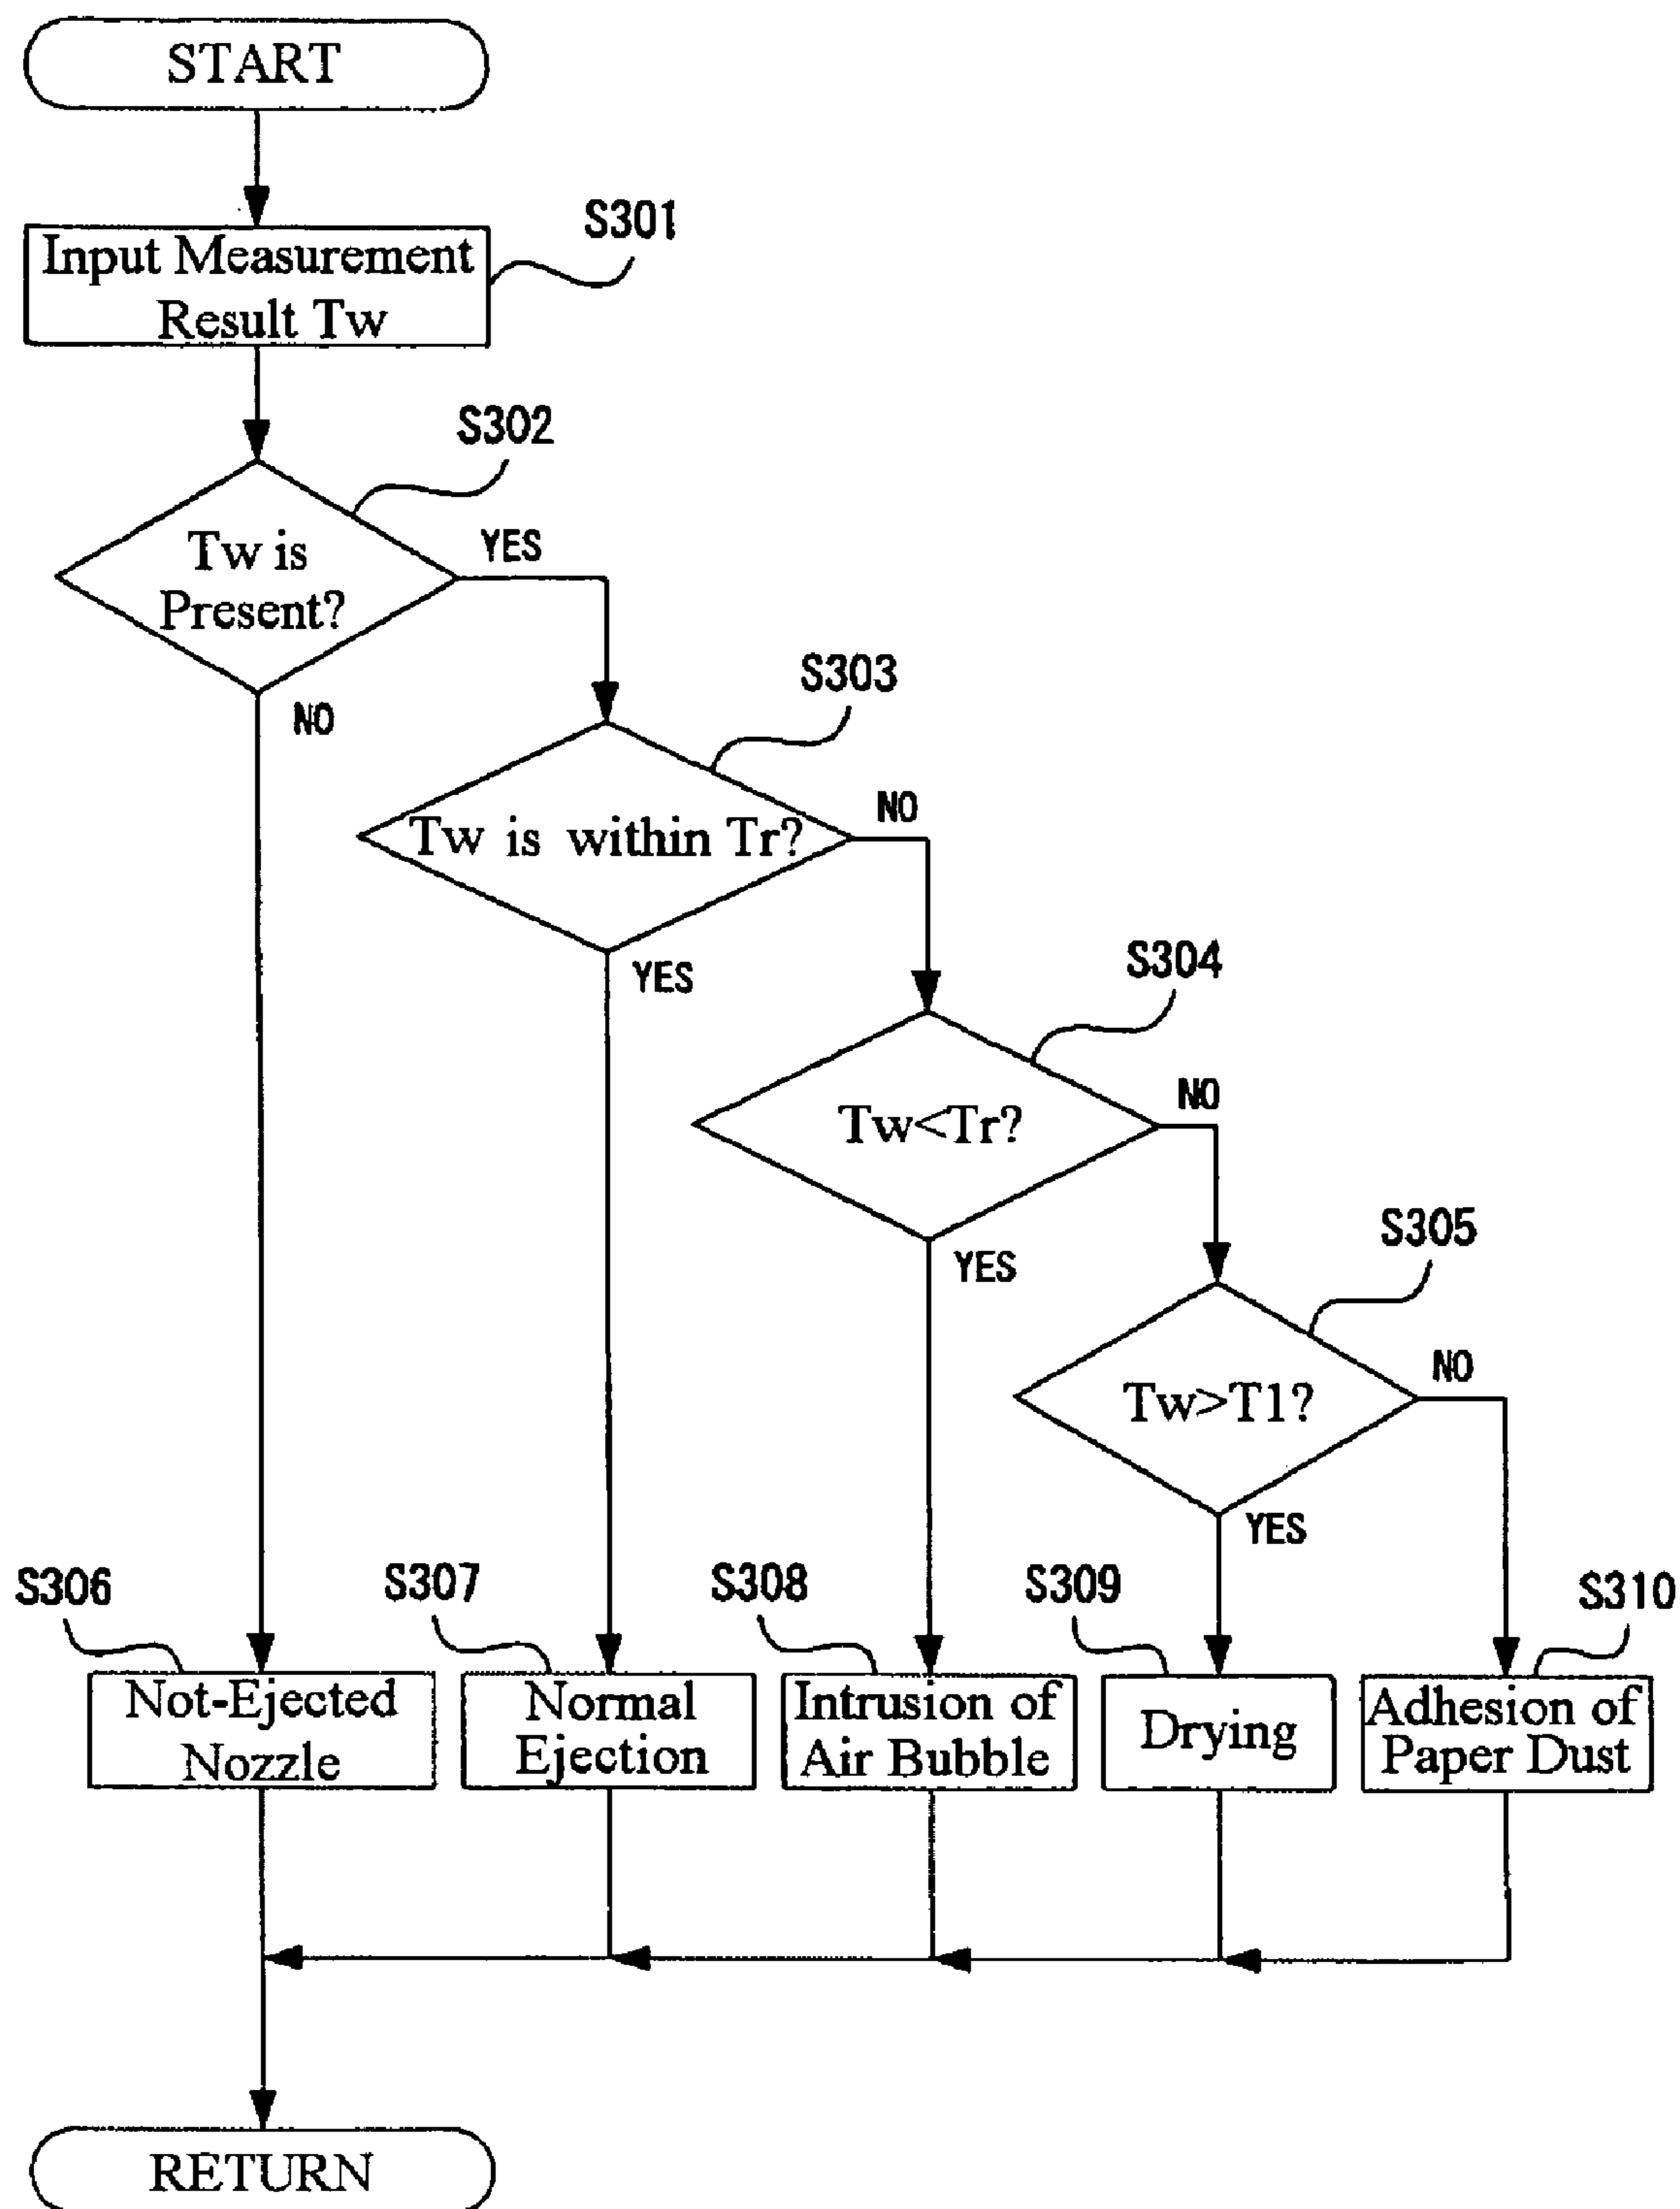 START
S301
Input Measurement
Result Tw
S302
Tw is
Present?
YES
NO
S303
Tw is within Tr?
NO
YES
S304
Tw<Tr?
NO
YES
S305
Tw>T1?
NO
YES
S306
S307
S308
S309
S310
Not-Ejected
Nozzle
Normal
Ejection
Intrusion of
Air Bubble
Drying
Adhesion of
Paper Dust
RETURN